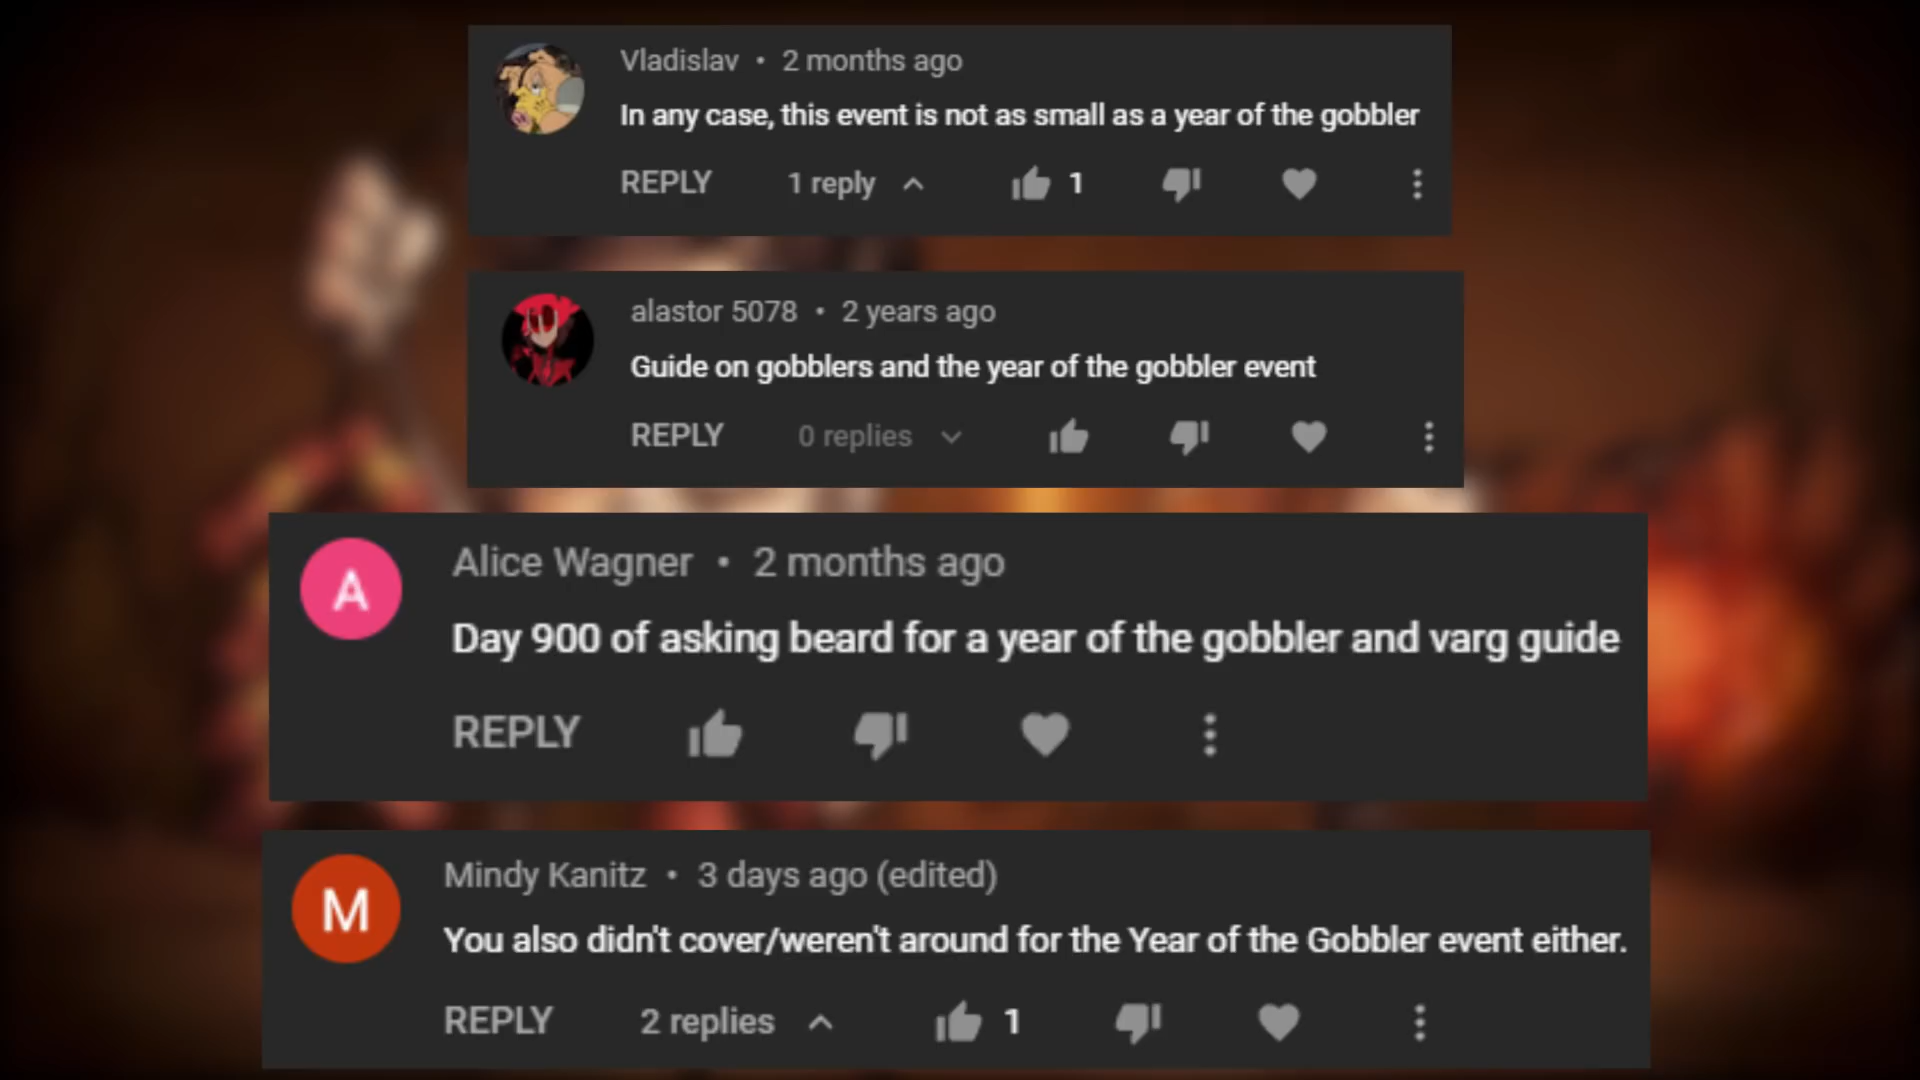 Vladislav • 2 months ago
In any case, this event is not as small as a year of the gobbler
REPLY 1 reply 1
alastor 5078 • 2 years ago
Guide on gobblers and the year of the gobbler event
REPLY 0 replies
A
Alice Wagner • 2 months ago
Day 900 of asking beard for a year of the gobbler and varg guide
REPLY
M
Mindy Kanitz • 3 days ago (edited)
You also didn't cover/weren't around for the Year of the Gobbler event either.
REPLY 2 replies 1